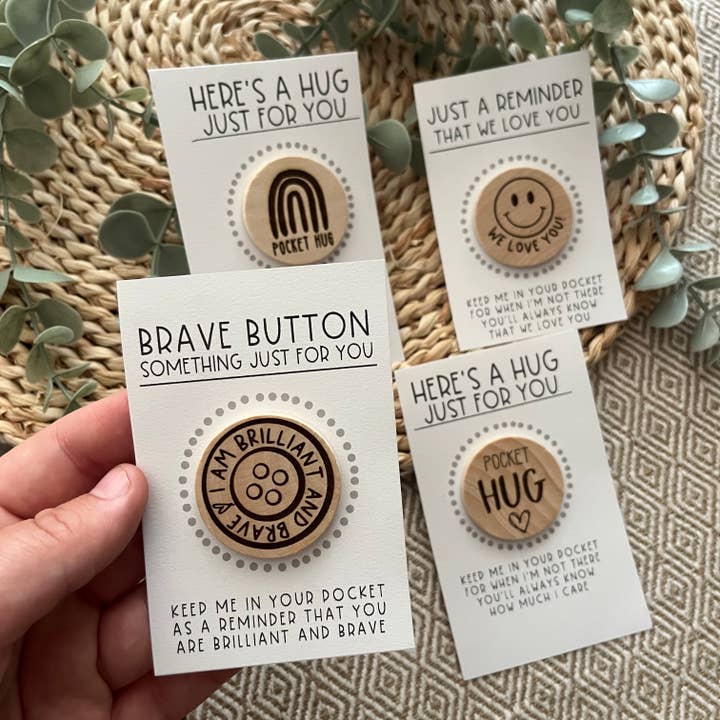 HERE'S A HUG
JUST FOR YOU
POCKET HUG
JUST A REMINDER
THAT WE LOVE YOU
WE LOVE YOU!
KEEP ME IN YOUR POCKET
FOR WHEN I'M NOT THERE
YOU'LL ALWAYS KNOW
THAT WE LOVE YOU
BRAVE BUTTON
SOMETHING JUST FOR YOU
I AM BRILLIANT AND BRAVE
KEEP ME IN YOUR POCKET
AS A REMINDER THAT YOU
ARE BRILLIANT AND BRAVE
HERE'S A HUG
JUST FOR YOU
POCKET
HUG
KEEP ME IN YOUR POCKET
FOR WHEN I'M NOT THERE
YOU'LL ALWAYS KNOW
HOW MUCH I CARE